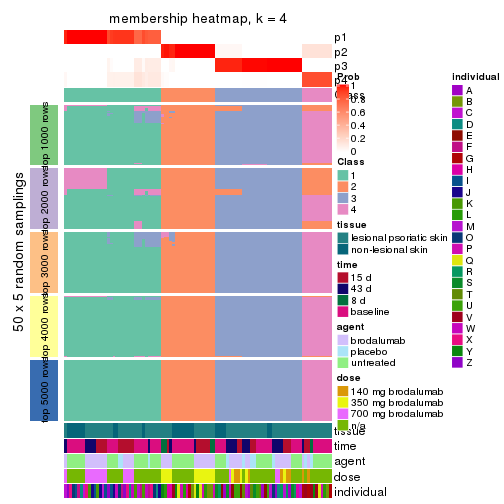 membership heatmap, k = 4
p1
p2
p3
p4
Class
50 x 5 random samplings
top 1000 rows
top 2000 rows
top 3000 rows
top 4000 rows
top 5000 rows
tissue
time
agent
dose
individual
Prob
1
0.8
0.6
0.4
0.2
0
Class
1
2
3
4
tissue
lesional psoriatic skin
non-lesional skin
time
15 d
43 d
8 d
baseline
agent
brodalumab
placebo
untreated
dose
140 mg brodalumab
350 mg brodalumab
700 mg brodalumab
n/a
individual
A
B
C
D
E
F
G
H
I
J
K
L
M
O
P
Q
R
S
T
U
V
W
X
Y
Z